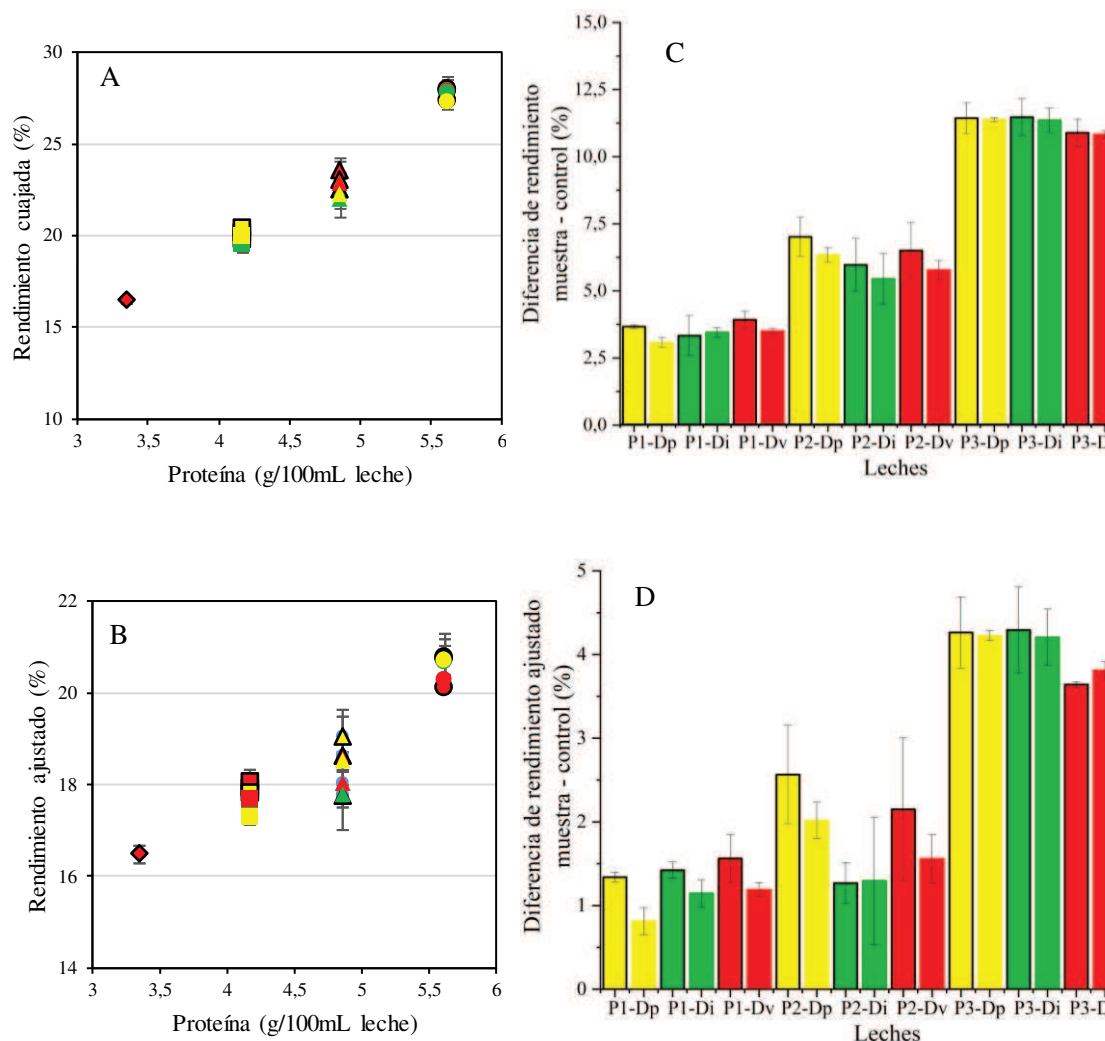 A
30
25
20
15
10
Rendimiento cuajada (%)
3 3,5 4 4,5 5 5,5 6
Proteína (g/100mL leche)
C
15,0
12,5
10,0
7,5
5,0
2,5
0,0
Diferencia de rendimiento
muestra - control (%)
P1-Dp P1-Di P1-Dv P2-Dp P2-Di P2-Dv P3-Dp P3-Di P3-D
Leches
B
22
20
18
16
14
Rendimiento ajustado (%)
3 3,5 4 4,5 5 5,5 6
Proteína (g/100mL leche)
D
5
4
3
2
1
0
Diferencia de rendimiento ajustado
muestra - control (%)
P1-Dp P1-Di P1-Dv P2-Dp P2-Di P2-Dv P3-Dp P3-Di P3-D
Leches